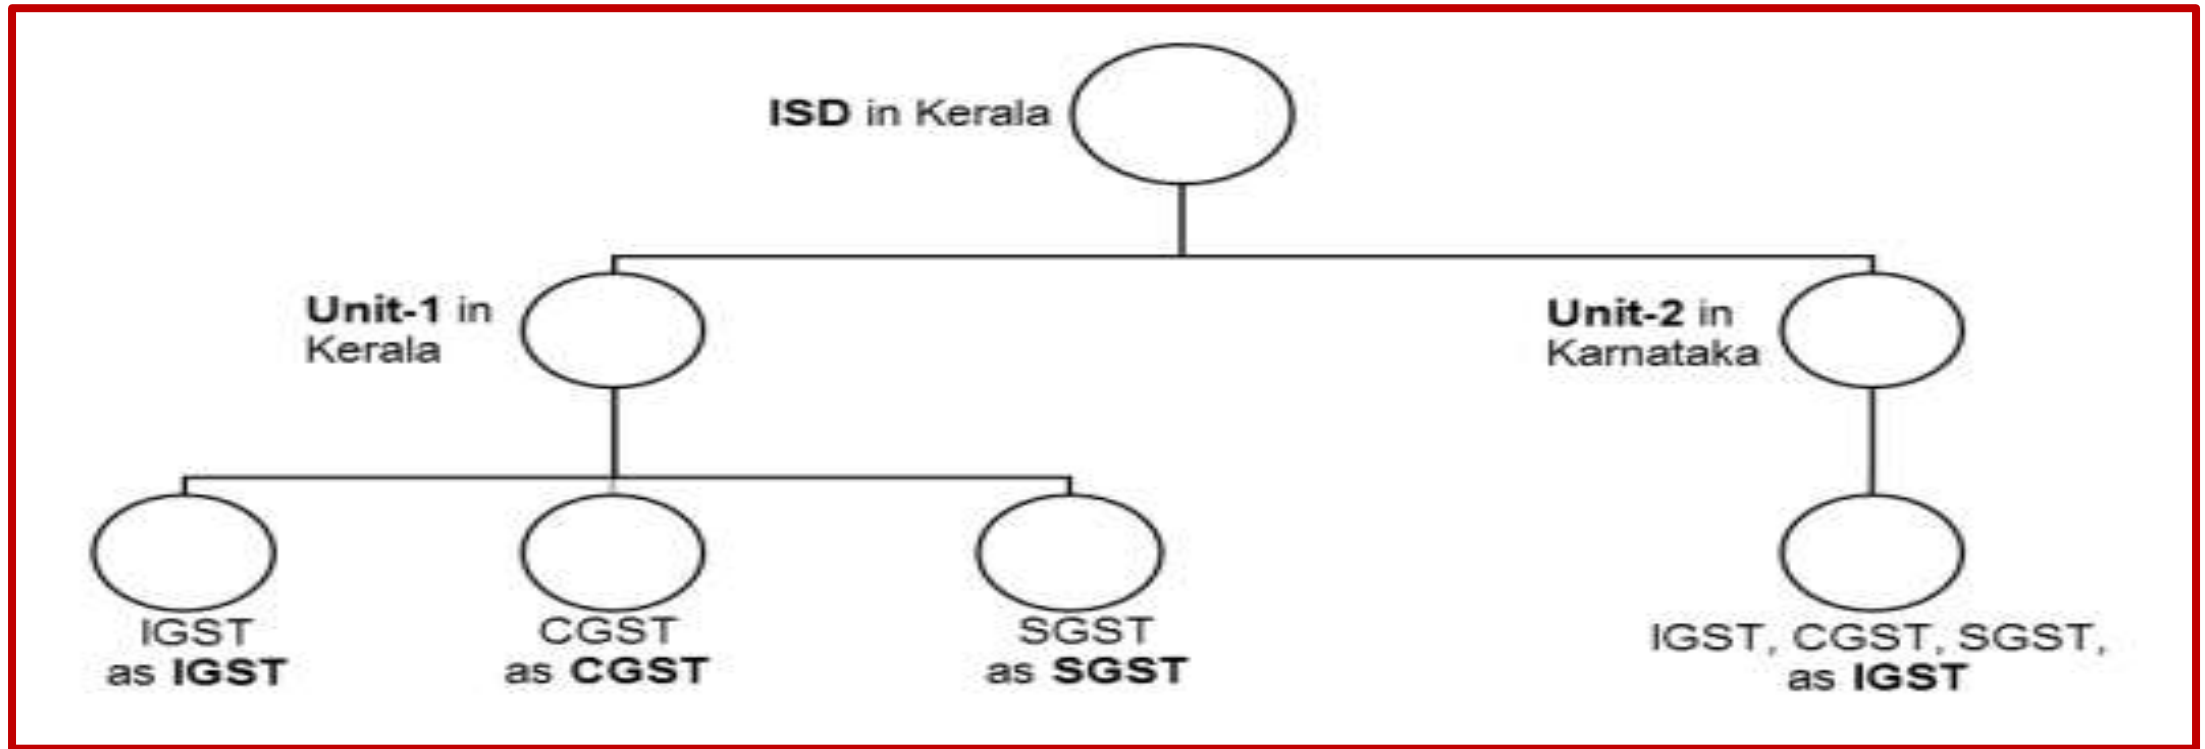 ISD in Kerala
Unit-1 in
Kerala
Unit-2 in
Karnataka
IGST
as IGST
CGST
as CGST
SGST
as SGST
IGST, CGST, SGST,
as IGST